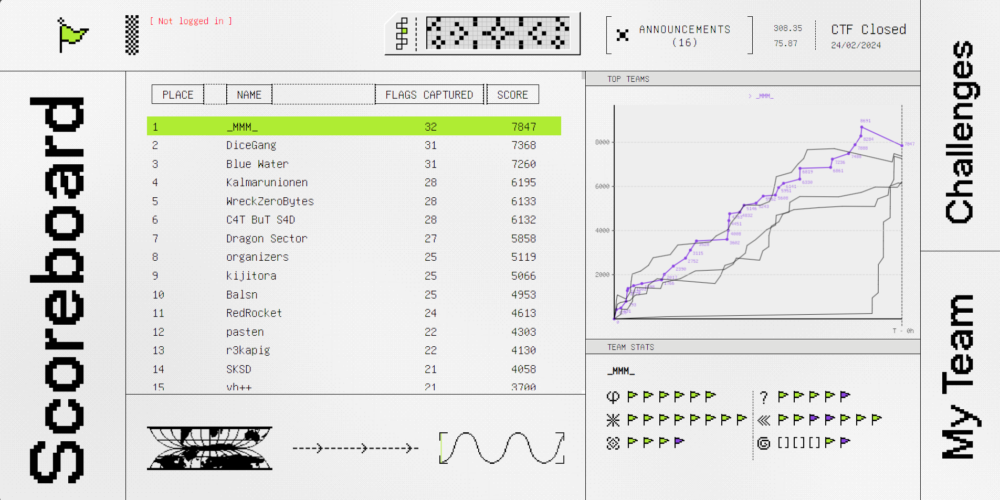 Scoreboard
[ Not logged in ]
ANNOUNCEMENTS
(16)
308.35
75.87
CTF Closed
24/02/2024
Challenges
My Team
PLACE NAME FLAGS CAPTURED SCORE
1 _MMM_ 32 7847
2 DiceGang 31 7368
3 Blue Water 31 7260
4 Kalmarunionen 28 6195
5 WreckZeroBytes 28 6133
6 C4T BuT S4D 28 6132
7 Dragon Sector 27 5858
8 organizers 25 5119
9 kijitora 25 5066
10 Balsn 25 4953
11 RedRocket 24 4613
12 pasten 22 4303
13 r3kapig 22 4130
14 SKSD 21 4058
15 vh++ 21 3700
TOP TEAMS
> _MMM_
8691
8000
8284
7847
7888
7488
7236
6861
6819
6330
6000
6141
5951
5608
5243
5146
4832
4451
4000
4008
3602
3528
3115
2752
2390
2000
2017
1766
793
0
T - 0h
TEAM STATS
_MMM_
?
[] [] []